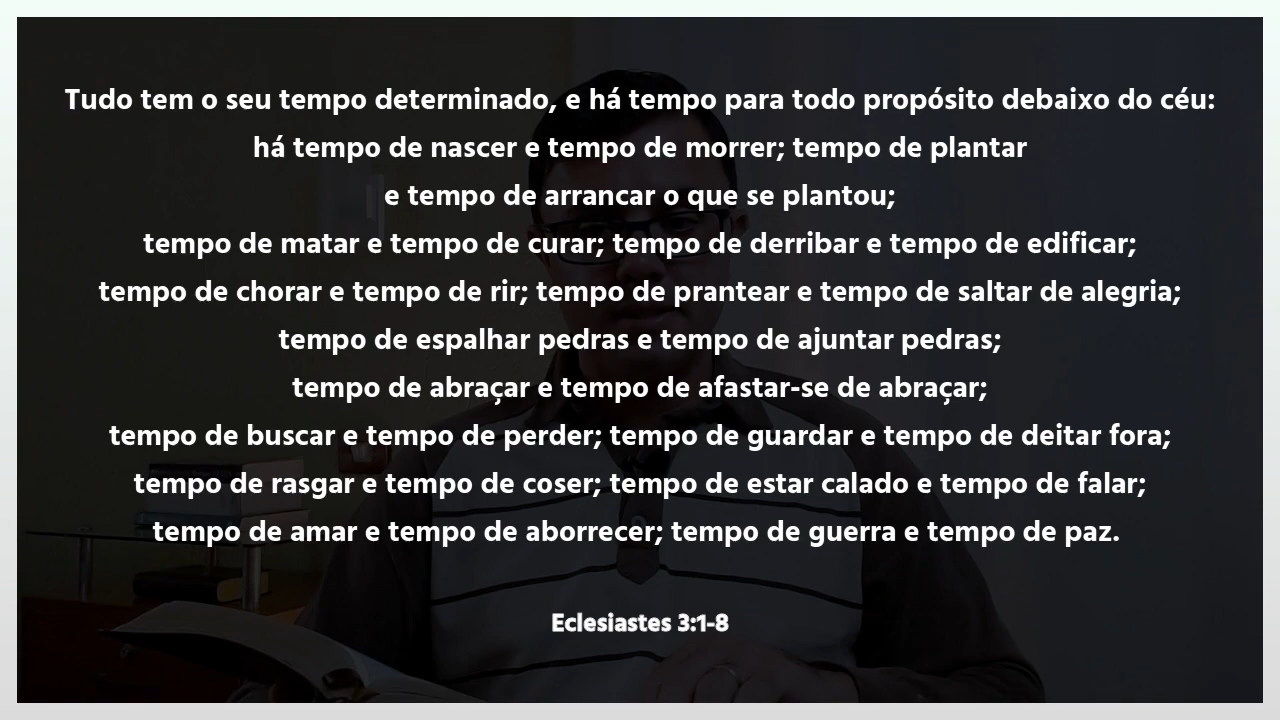 Tudo tem o seu tempo determinado, e há tempo para todo propósito debaixo do céu:
há tempo de nascer e tempo de morrer; tempo de plantar
e tempo de arrancar o que se plantou;
tempo de matar e tempo de curar; tempo de derribar e tempo de edificar;
tempo de chorar e tempo de rir; tempo de prantear e tempo de saltar de alegria;
tempo de espalhar pedras e tempo de ajuntar pedras;
tempo de abraçar e tempo de afastar-se de abraçar;
tempo de buscar e tempo de perder; tempo de guardar e tempo de deitar fora;
tempo de rasgar e tempo de coser; tempo de estar calado e tempo de falar;
tempo de amar e tempo de aborrecer; tempo de guerra e tempo de paz.
Eclesiastes 3:1-8